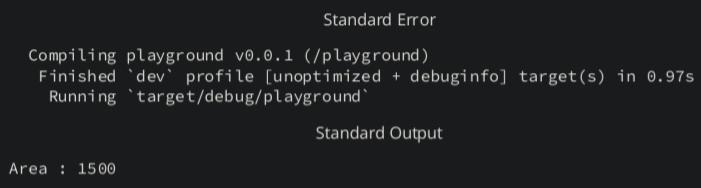 Standard Error
Compiling playground v0.0.1 (/playground)
Finished `dev` profile [unoptimized + debuginfo] target(s) in 0.97s
Running `target/debug/playground`
Standard Output
Area : 1500